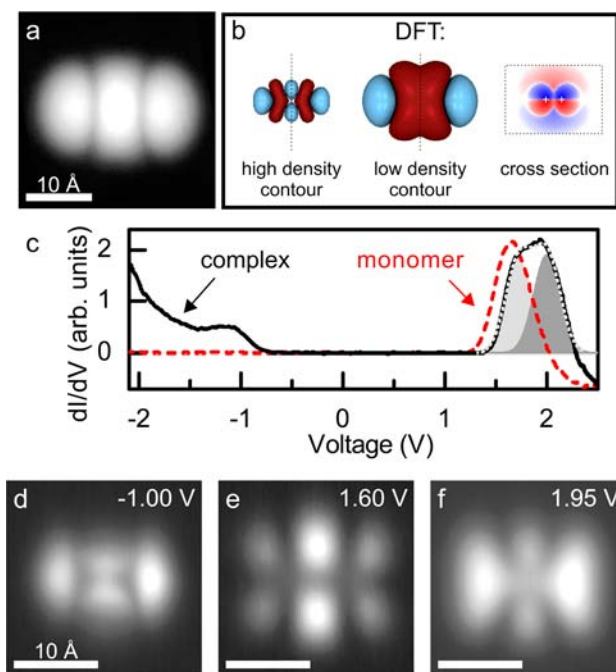 a
10 Å
b
DFT:
high density
contour
low density
contour
cross section
c
dI/dV (arb. units)
2
1
0
complex
monomer
-2
-1
0
1
2
Voltage (V)
d
-1.00 V
10 Å
e
1.60 V
f
1.95 V